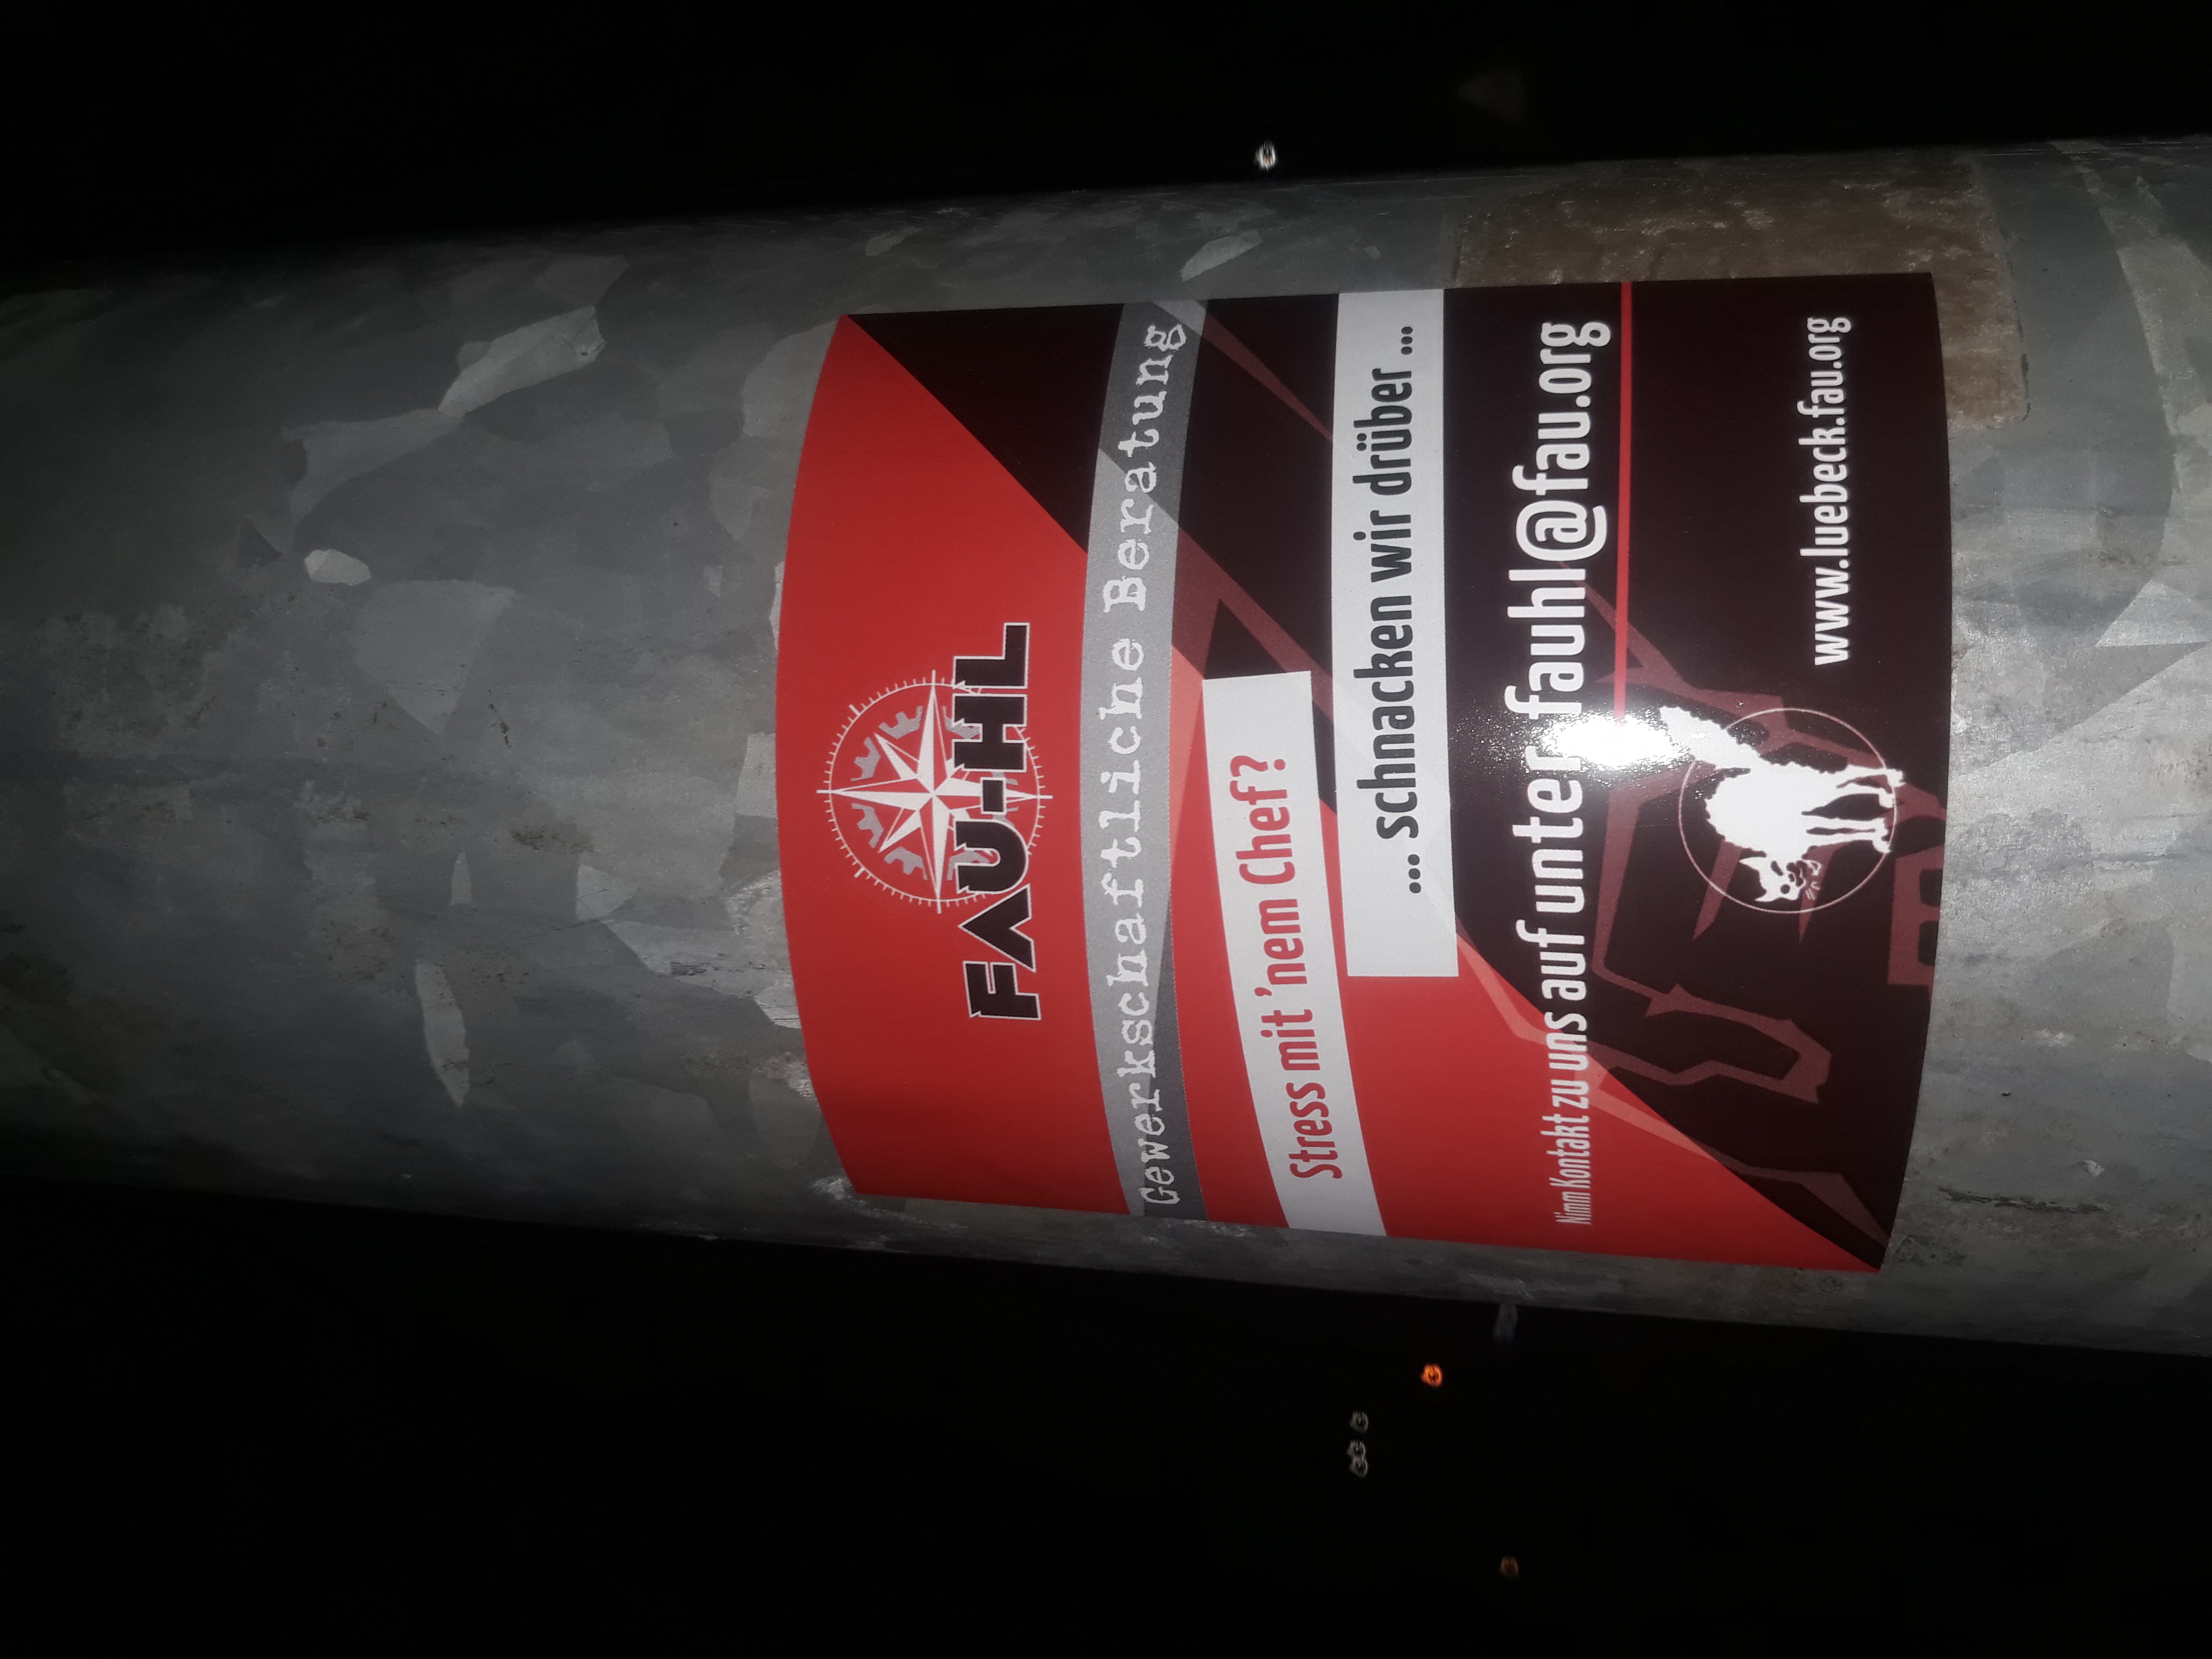 FAU-HL
Gewerkschaftliche Beratung
Stress mit 'nem Chef?
... schnacken wir drüber ...
Nimm Kontakt zu uns auf unter fauhl@fau.org
www.luebeck.fau.org